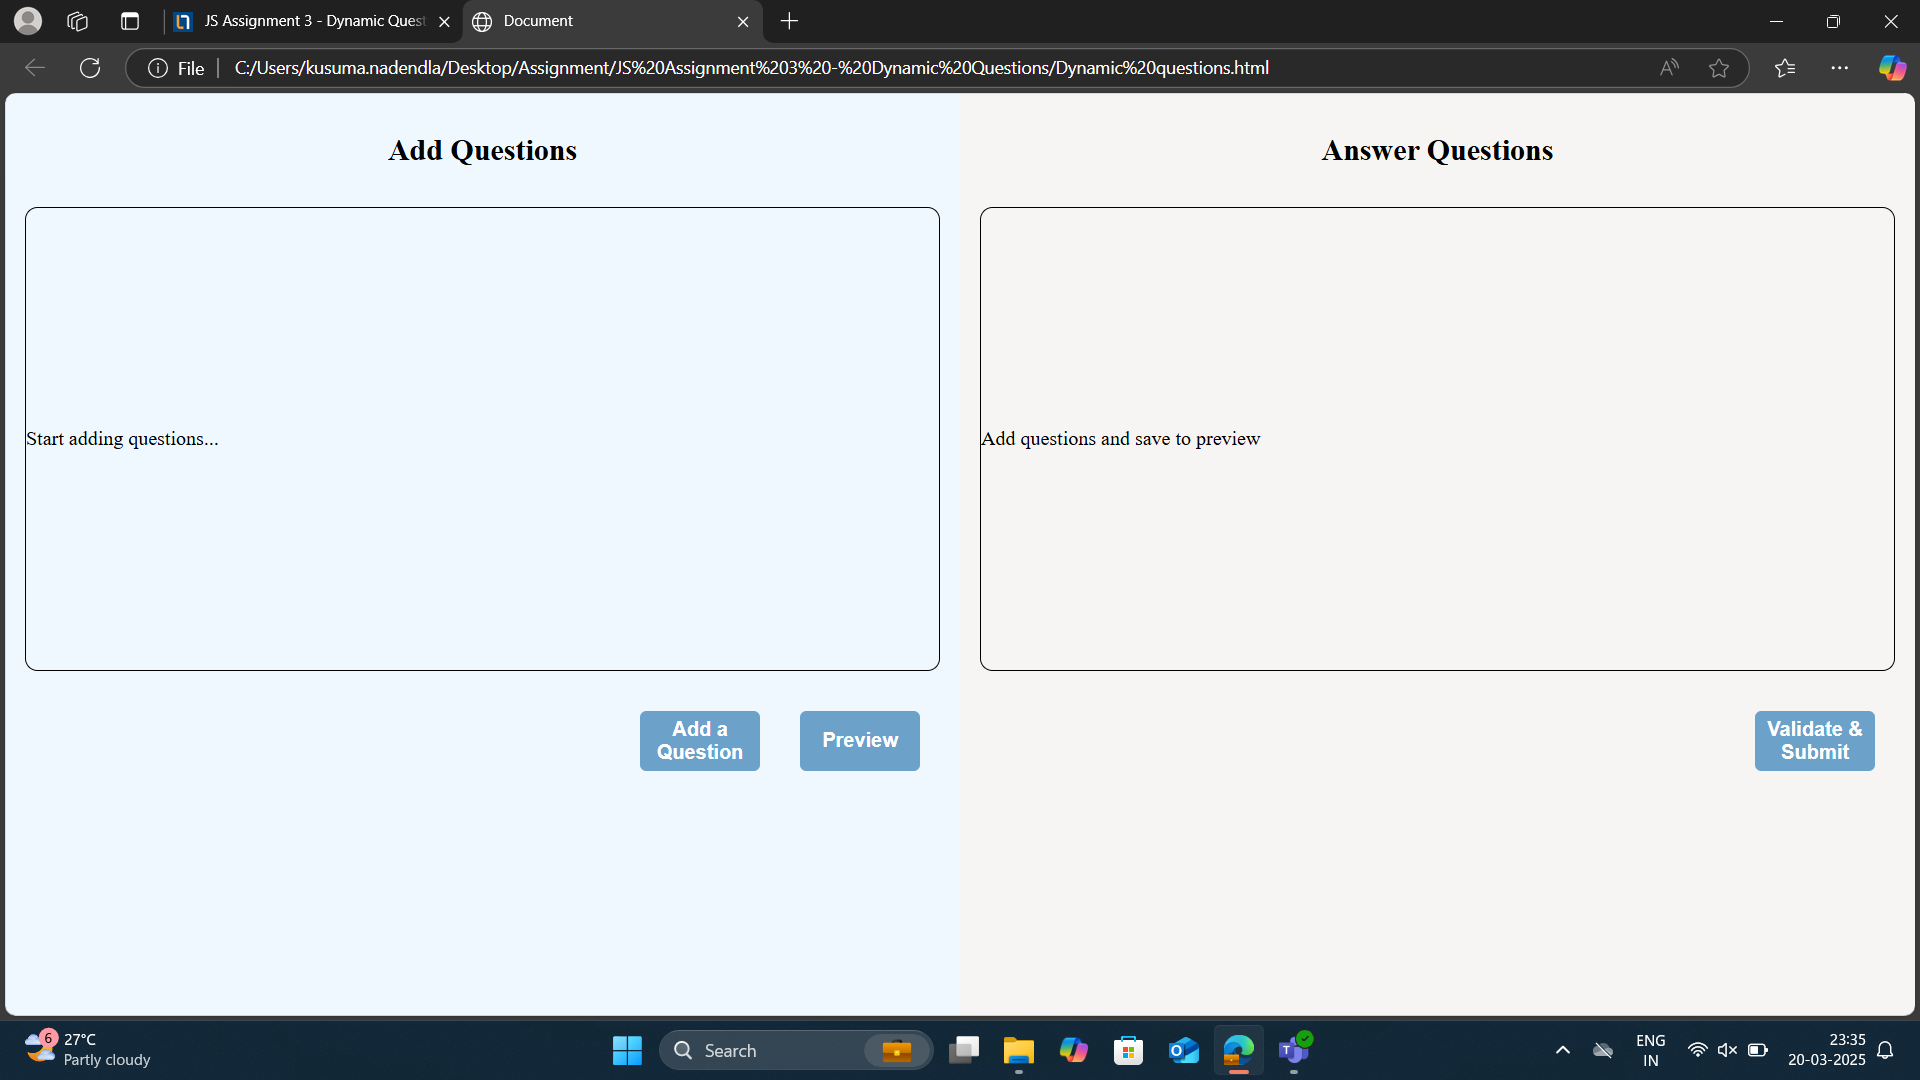 JS Assignment 3 - Dynamic Quest
Document
File
C:/Users/kusuma.nadendla/Desktop/Assignment/JS%20Assignment%203%20-%20Dynamic%20Questions/Dynamic%20questions.html
Add Questions
Answer Questions
Start adding questions...
Add questions and save to preview
Add a
Question
Preview
Validate &
Submit
6
27°C
Partly cloudy
Search
ENG
IN
23:35
20-03-2025